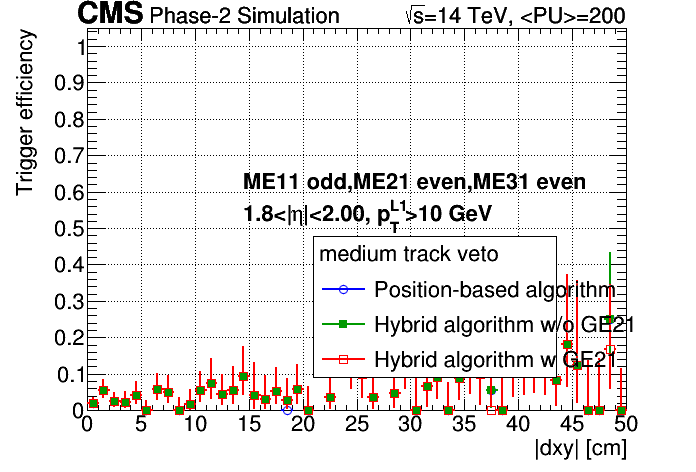 CMS Phase-2 Simulation √s=14 TeV, <PU>=200
Trigger efficiency
1
0.9
0.8
0.7
0.6
0.5
0.4
0.3
0.2
0.1
0
ME11 odd,ME21 even,ME31 even
1.8<|η|<2.00, p_T^L1>10 GeV
medium track veto
Position-based algorithm
Hybrid algorithm w/o GE21
Hybrid algorithm w GE21
0 5 10 15 20 25 30 35 40 45 50
|dxy| [cm]